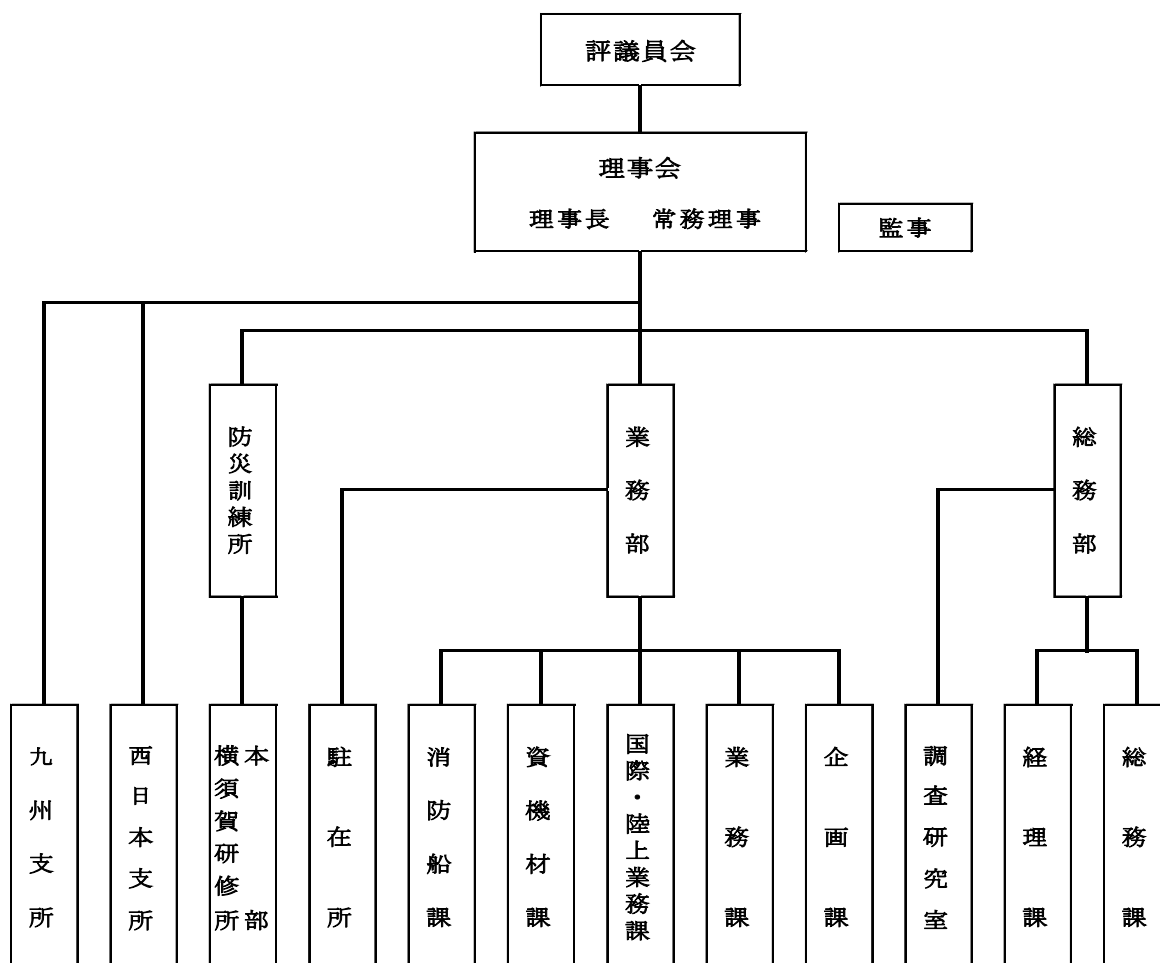 評議員会
理事会
理事長 常務理事
監事
防災訓練所
業務部
総務部
九州支所
西日本支所
本部
横須賀研修所
駐在所
消防船課
資機材課
国際・陸上業務課
業務課
企画課
調査研究室
経理課
総務課